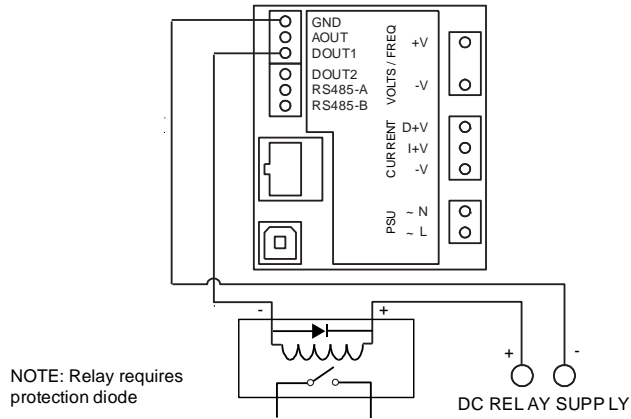 GND
AOUT
DOUT1
DOUT2
RS485-A
RS485-B
VOLTS / FREQ
+V
-V
CURRENT
D+V
I+V
-V
PSU
~ N
~ L
- +
+ -
NOTE: Relay requires
protection diode
DC RELAY SUPPLY